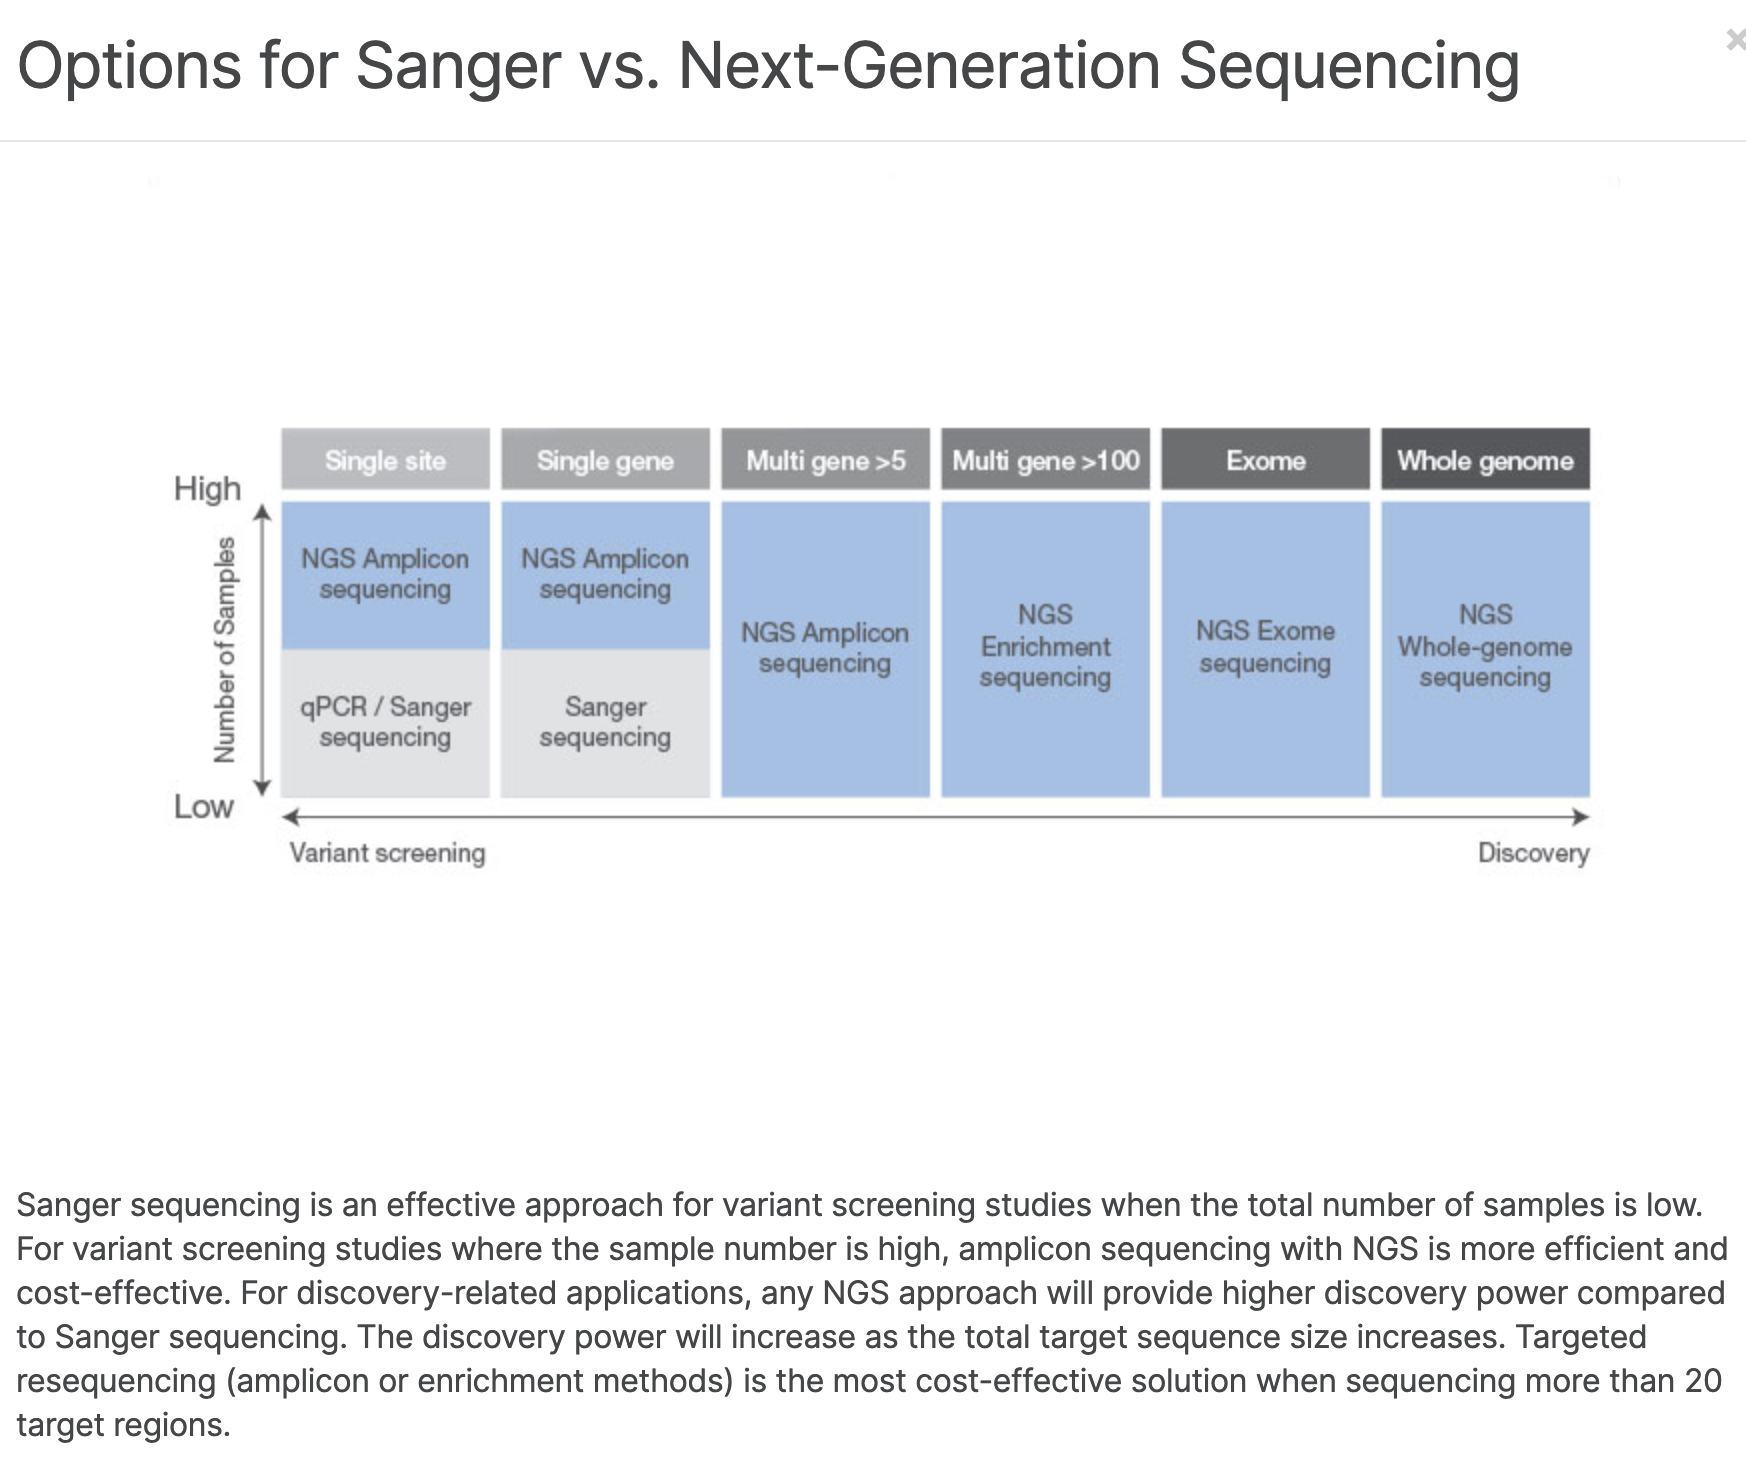 Options for Sanger vs. Next-Generation Sequencing
×
Single site
Single gene
Multi gene >5
Multi gene >100
Exome
Whole genome
High
Number of Samples
Low
NGS Amplicon
sequencing
qPCR / Sanger
sequencing
NGS Amplicon
sequencing
Sanger
sequencing
NGS Amplicon
sequencing
NGS
Enrichment
sequencing
NGS Exome
sequencing
NGS
Whole-genome
sequencing
Variant screening
Discovery
Sanger sequencing is an effective approach for variant screening studies when the total number of samples is low.
For variant screening studies where the sample number is high, amplicon sequencing with NGS is more efficient and
cost-effective. For discovery-related applications, any NGS approach will provide higher discovery power compared
to Sanger sequencing. The discovery power will increase as the total target sequence size increases. Targeted
resequencing (amplicon or enrichment methods) is the most cost-effective solution when sequencing more than 20
target regions.